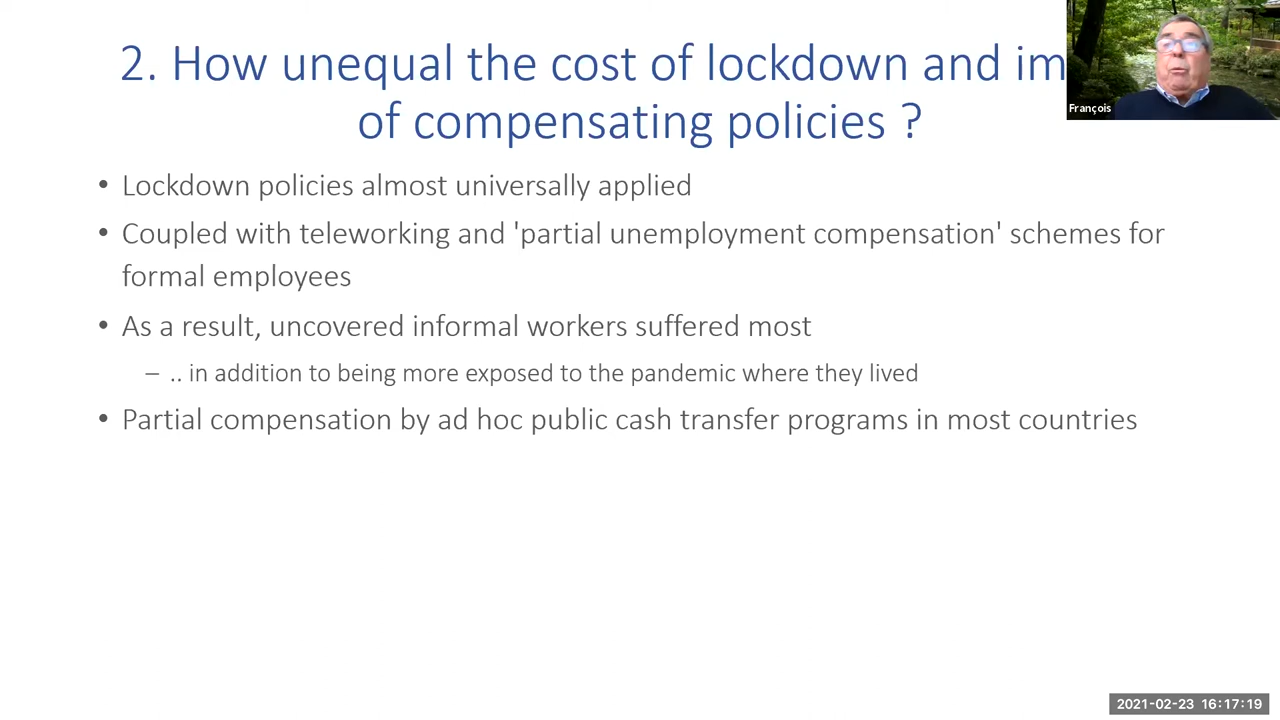 2. How unequal the cost of lockdown and im
of compensating policies ?
François
• Lockdown policies almost universally applied
• Coupled with teleworking and 'partial unemployment compensation' schemes for
formal employees
• As a result, uncovered informal workers suffered most
– .. in addition to being more exposed to the pandemic where they lived
• Partial compensation by ad hoc public cash transfer programs in most countries
2021-02-23 16:17:19